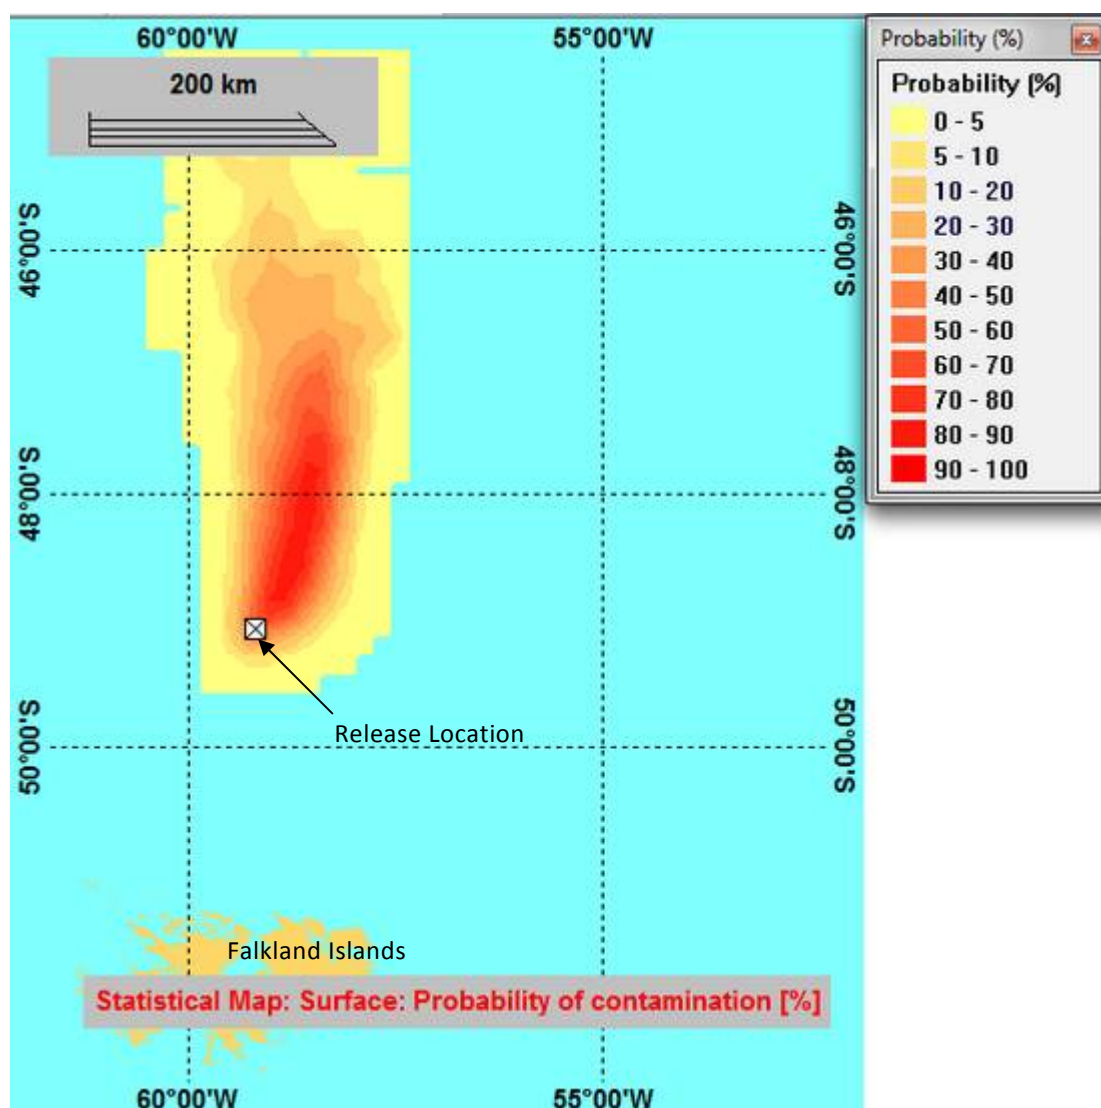 60°00'W
55°00'W
200 km
Probability (%)
Probability [%]
0 - 5
5 - 10
10 - 20
20 - 30
30 - 40
40 - 50
50 - 60
60 - 70
70 - 80
80 - 90
90 - 100
46°00'S
46°00'S
48°00'S
48°00'S
Release Location
50°00'S
50°00'S
Falkland Islands
Statistical Map: Surface: Probability of contamination [%]
60°00'W
55°00'W